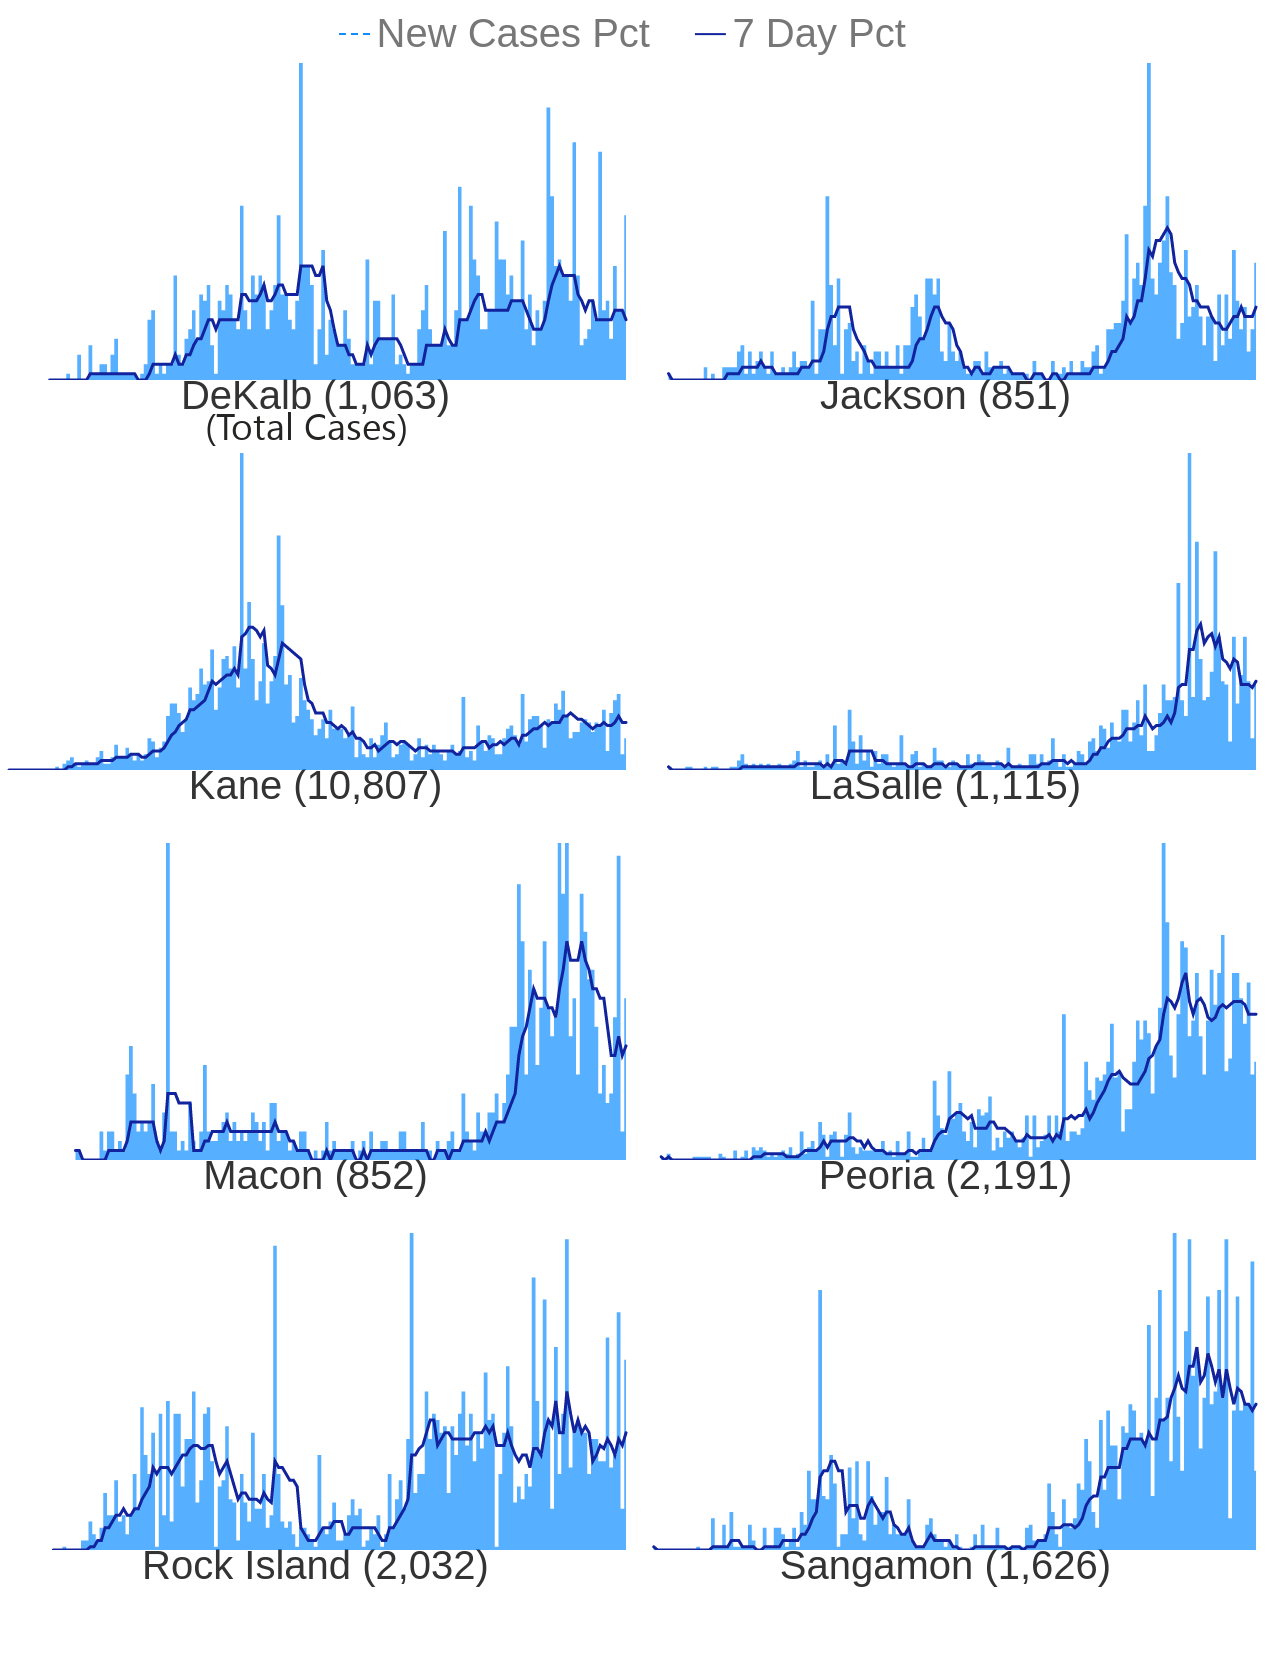 New Cases Pct 7 Day Pct
DeKalb (1,063) Jackson (851)
(Total Cases)
Kane (10,807) LaSalle (1,115)
Macon (852) Peoria (2,191)
Rock Island (2,032) Sangamon (1,626)